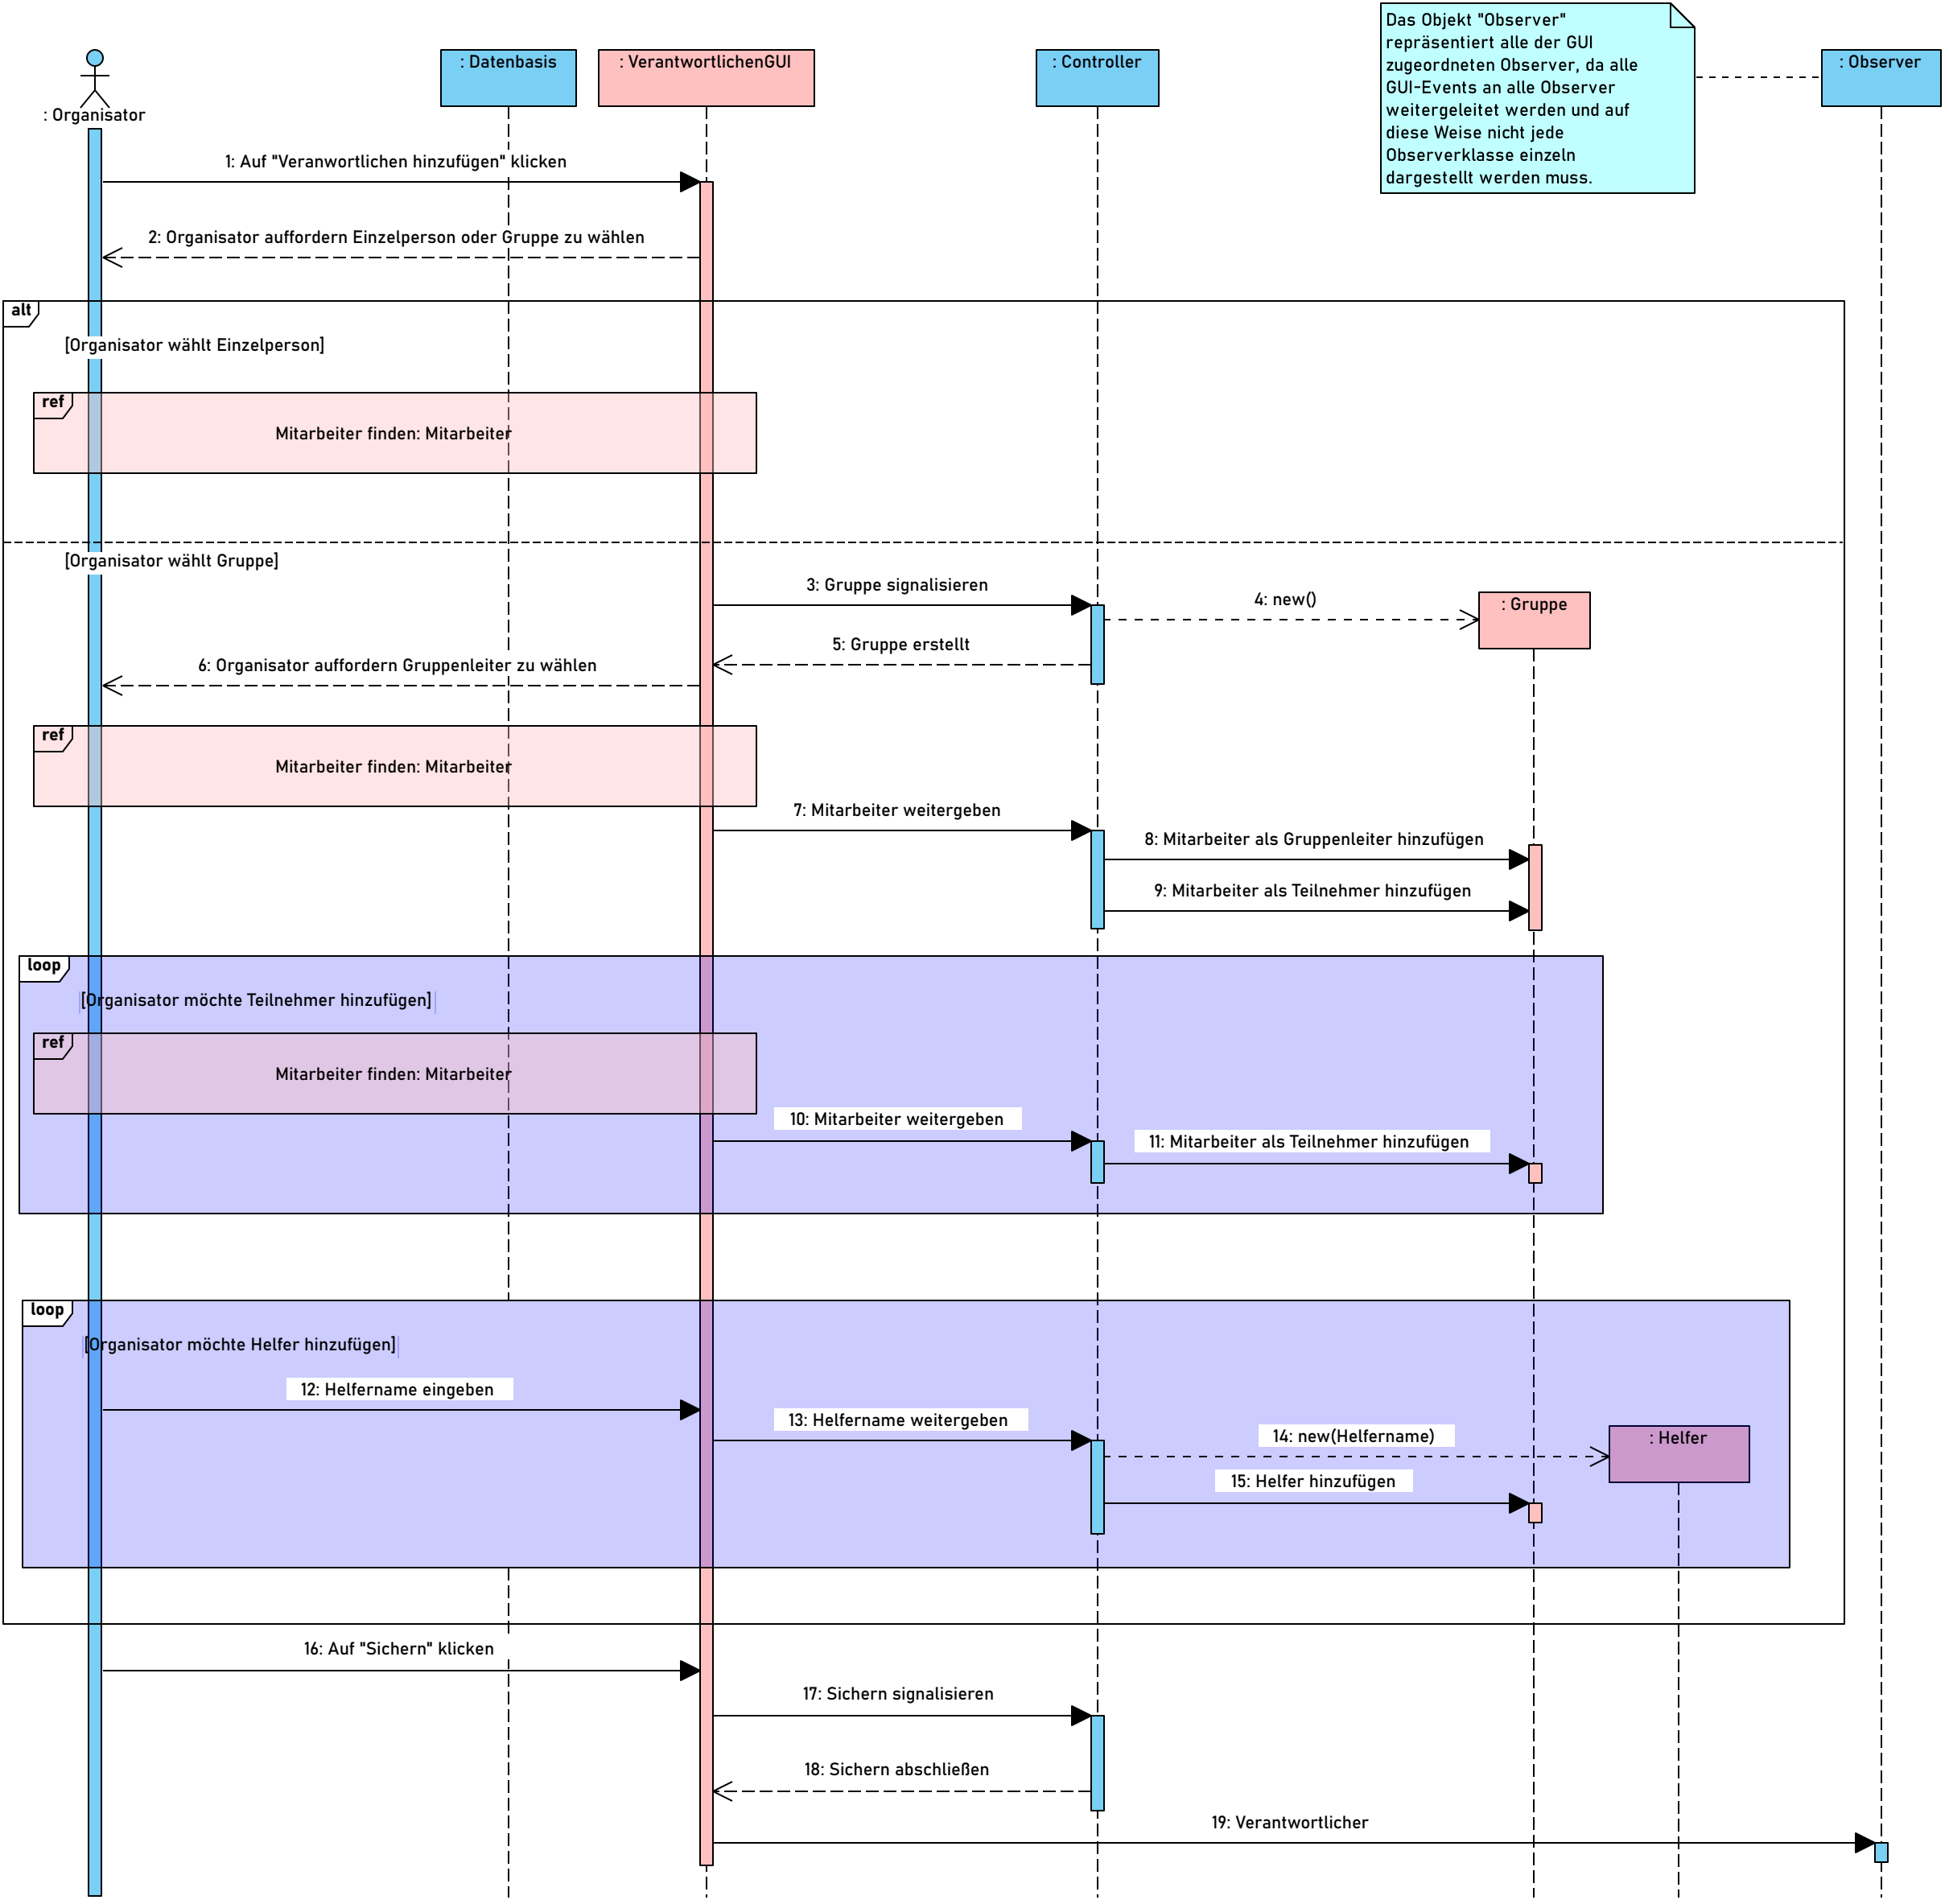 Das Objekt "Observer"
repräsentiert alle der GUI
zugeordneten Observer, da alle
GUI-Events an alle Observer
weitergeleitet werden und auf
diese Weise nicht jede
Observerklasse einzeln
dargestellt werden muss.
: Organisator
: Datenbasis
: VerantwortlichenGUI
: Controller
: Observer
1: Auf "Veranwortlichen hinzufügen" klicken
2: Organisator auffordern Einzelperson oder Gruppe zu wählen
alt
[Organisator wählt Einzelperson]
ref
Mitarbeiter finden: Mitarbeiter
[Organisator wählt Gruppe]
3: Gruppe signalisieren
4: new()
: Gruppe
5: Gruppe erstellt
6: Organisator auffordern Gruppenleiter zu wählen
ref
Mitarbeiter finden: Mitarbeiter
7: Mitarbeiter weitergeben
8: Mitarbeiter als Gruppenleiter hinzufügen
9: Mitarbeiter als Teilnehmer hinzufügen
loop
[Organisator möchte Teilnehmer hinzufügen]
ref
Mitarbeiter finden: Mitarbeiter
10: Mitarbeiter weitergeben
11: Mitarbeiter als Teilnehmer hinzufügen
loop
[Organisator möchte Helfer hinzufügen]
12: Helfername eingeben
13: Helfername weitergeben
14: new(Helfername)
: Helfer
15: Helfer hinzufügen
16: Auf "Sichern" klicken
17: Sichern signalisieren
18: Sichern abschließen
19: Verantwortlicher